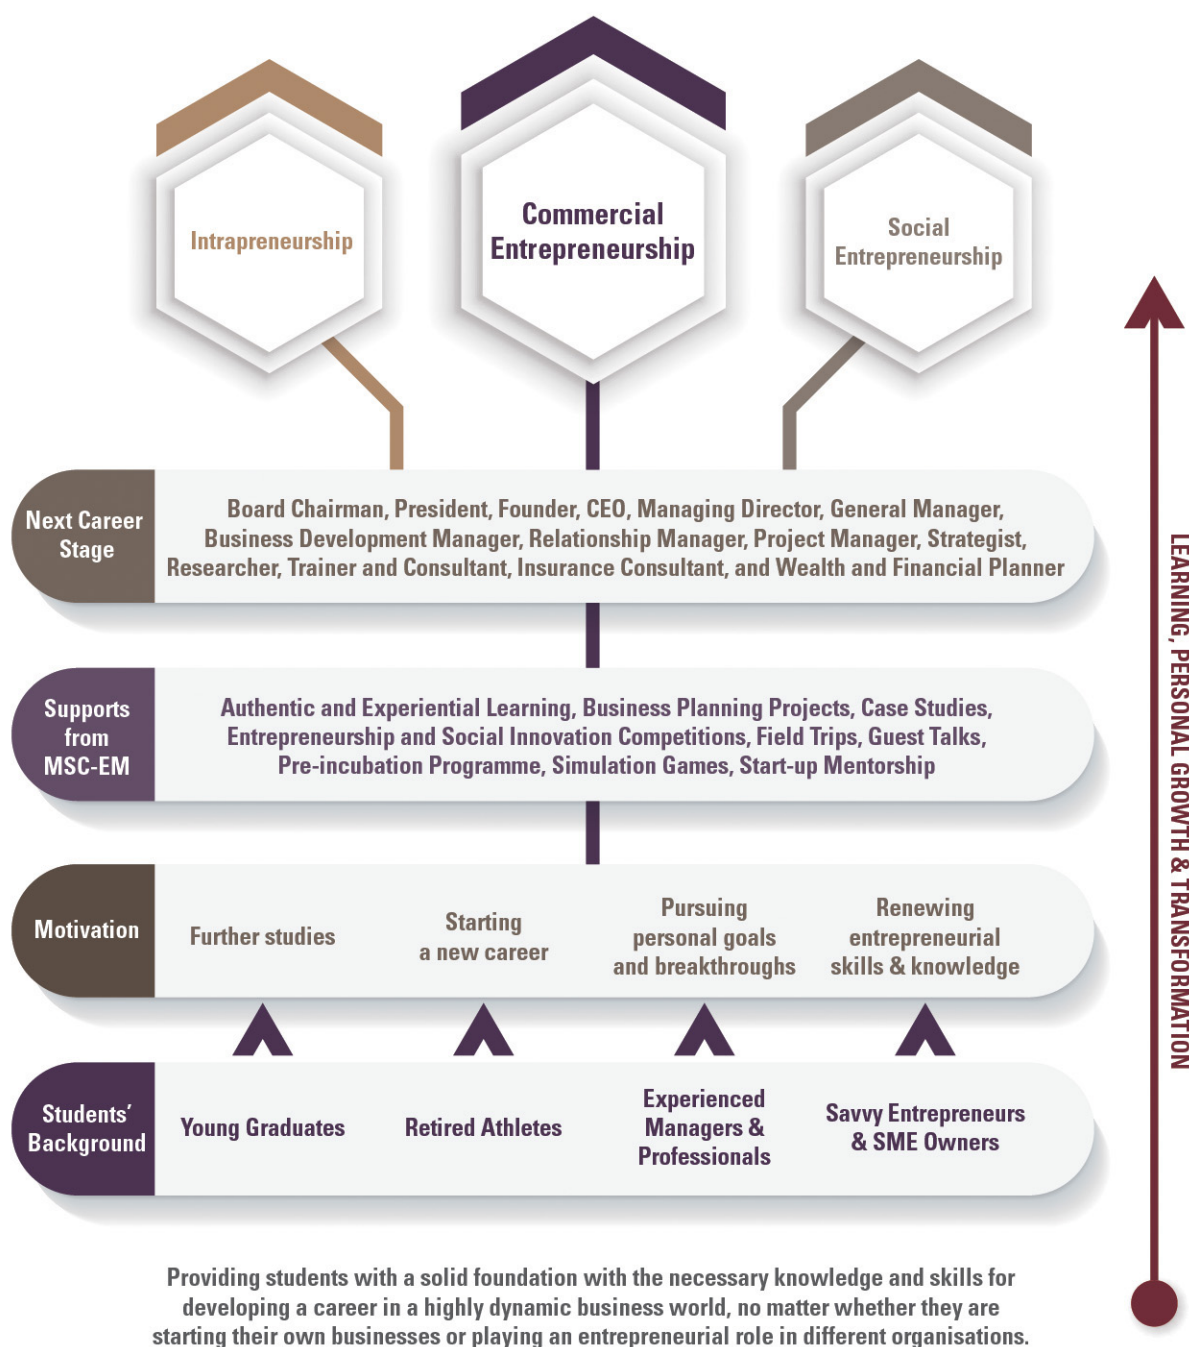 Intrapreneurship
Commercial
Entrepreneurship
Social
Entrepreneurship
Next Career
Stage
Board Chairman, President, Founder, CEO, Managing Director, General Manager,
Business Development Manager, Relationship Manager, Project Manager, Strategist,
Researcher, Trainer and Consultant, Insurance Consultant, and Wealth and Financial Planner
Supports
from
MSC-EM
Authentic and Experiential Learning, Business Planning Projects, Case Studies,
Entrepreneurship and Social Innovation Competitions, Field Trips, Guest Talks,
Pre-incubation Programme, Simulation Games, Start-up Mentorship
Motivation
Further studies
Starting
a new career
Pursuing
personal goals
and breakthroughs
Renewing
entrepreneurial
skills & knowledge
Students’
Background
Young Graduates
Retired Athletes
Experienced
Managers &
Professionals
Savvy Entrepreneurs
& SME Owners
LEARNING, PERSONAL GROWTH & TRANSFORMATION
Providing students with a solid foundation with the necessary knowledge and skills for
developing a career in a highly dynamic business world, no matter whether they are
starting their own businesses or playing an entrepreneurial role in different organisations.